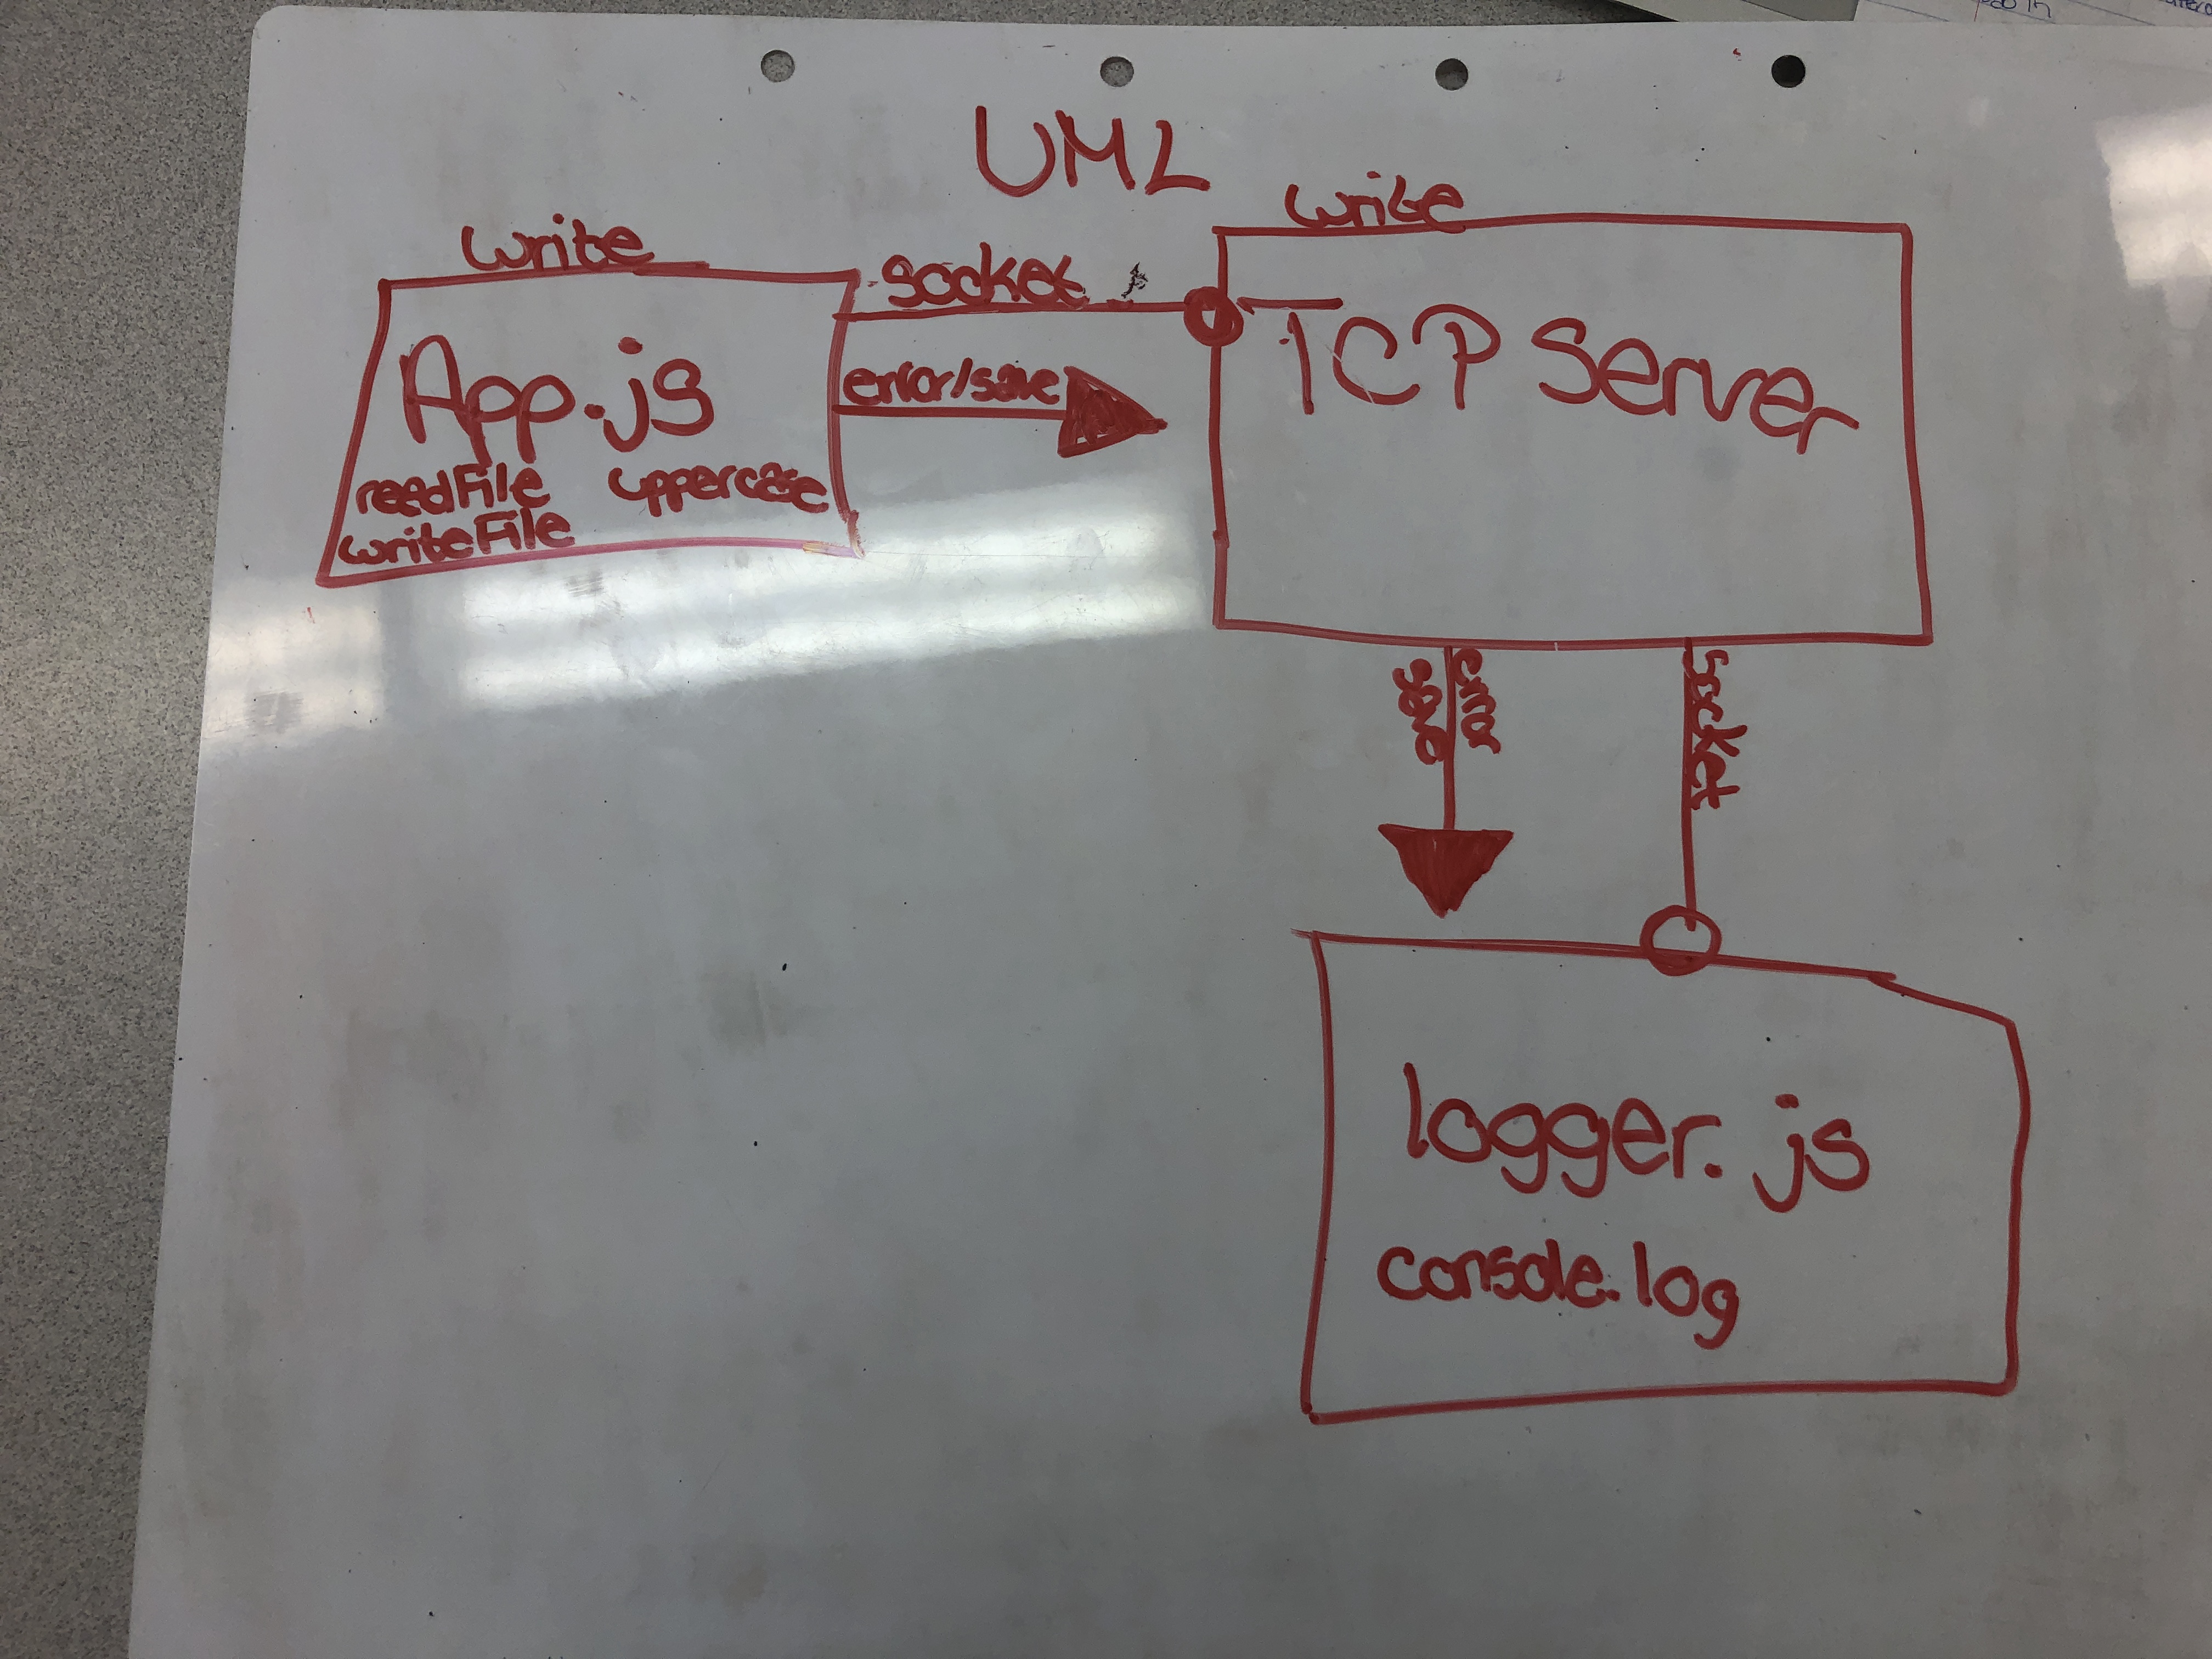 UML
write
App.js
readFile
writeFile
uppercase
socket
error/save
write
TCP Server
save
error
socket
logger.js
console.log